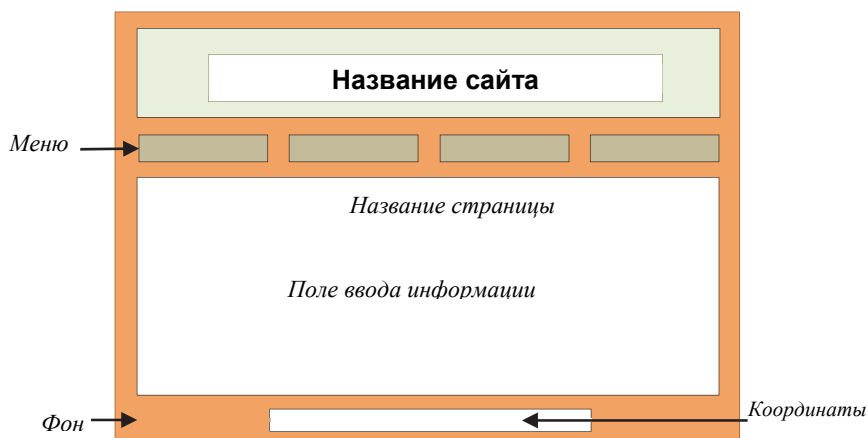 Название сайта
Меню
Название страницы
Поле ввода информации
Фон
Координаты